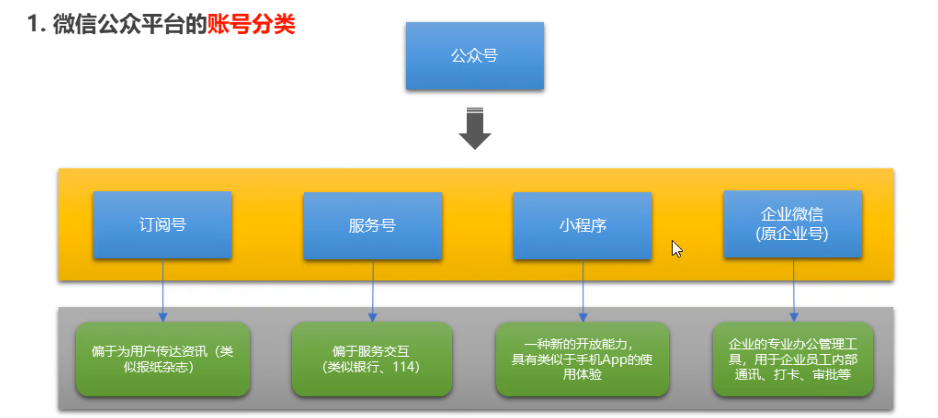 1. 微信公众平台的账号分类
公众号
订阅号
服务号
小程序
企业微信
(原企业号)
偏于为用户传达资讯（类
似报纸杂志）
偏于服务交互
(类似银行、114)
一种新的开放能力，
具有类似于手机App的使
用体验
企业的专业办公管理工
具，用于企业员工内部
通讯、打卡、审批等